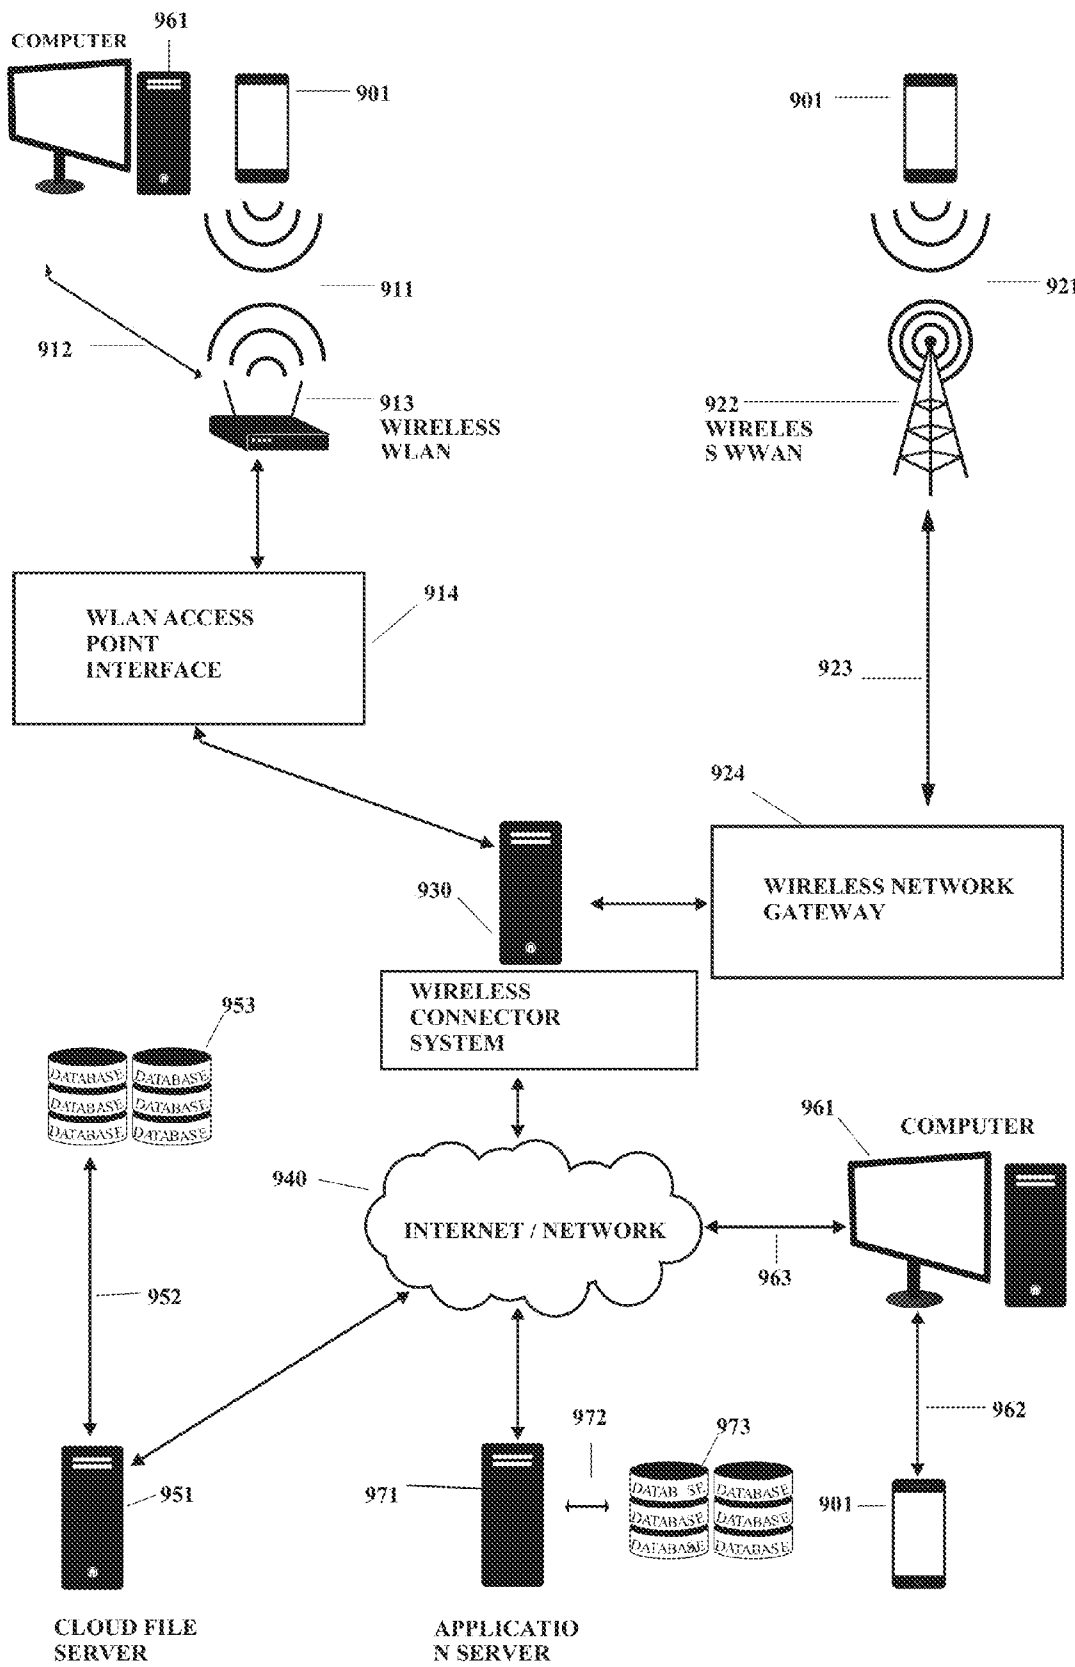 961
COMPUTER
901
901
911
921
912
913
WIRELESS
WLAN
922
WIRELES
S WWAN
914
WLAN ACCESS
POINT
INTERFACE
923
924
930
WIRELESS NETWORK
GATEWAY
WIRELESS
CONNECTOR
SYSTEM
953
DATABASE
DATABASE
DATABASE
DATABASE
DATABASE
DATABASE
961
COMPUTER
940
INTERNET / NETWORK
963
952
972
973
962
951
971
DATAB SE
DATABASE
DATABASE
DATABASE
DATABASE
DATABASE
901
CLOUD FILE
SERVER
APPLICATIO
N SERVER